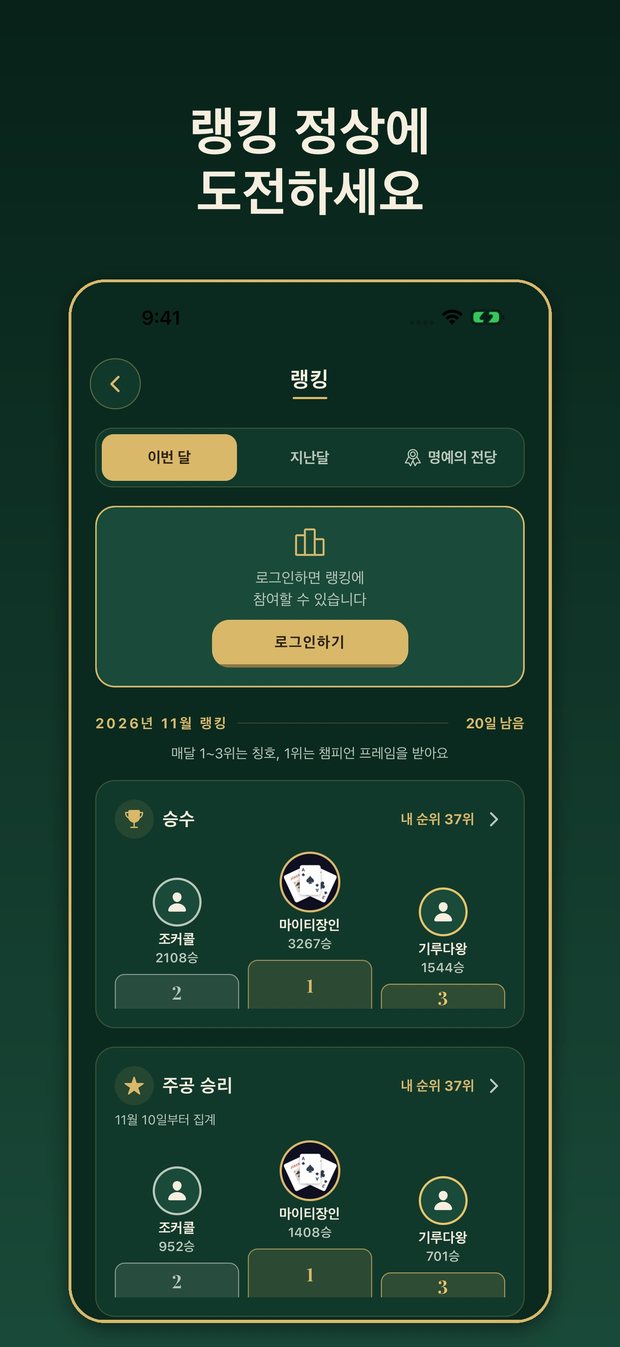 랭킹 정상에
도전하세요
9:41
랭킹
이번 달
지난달
명예의 전당
로그인하면 랭킹에
참여할 수 있습니다
로그인하기
2026년 11월 랭킹
20일 남음
매달 1~3위는 칭호, 1위는 챔피언 프레임을 받아요
승수
내 순위 37위
조커콜
2108승
2
마이티장인
3267승
1
기루다왕
1544승
3
주공 승리
내 순위 37위
11월 10일부터 집계
조커콜
952승
2
마이티장인
1408승
1
기루다왕
701승
3